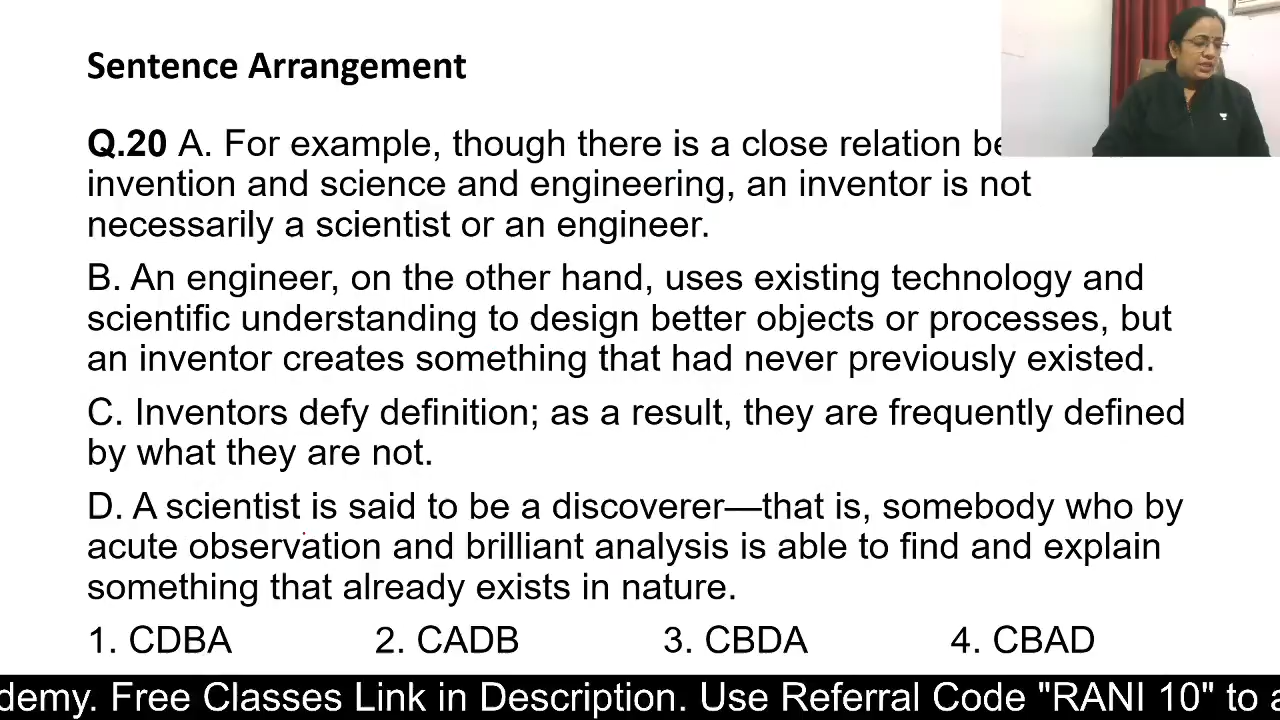 Sentence Arrangement
Q.20 A. For example, though there is a close relation
invention and science and engineering, an inventor is not
necessarily a scientist or an engineer.
B. An engineer, on the other hand, uses existing technology and
scientific understanding to design better objects or processes, but
an inventor creates something that had never previously existed.
C. Inventors defy definition; as a result, they are frequently defined
by what they are not.
D. A scientist is said to be a discoverer—that is, somebody who by
acute observation and brilliant analysis is able to find and explain
something that already exists in nature.
1. CDBA 2. CADB 3. CBDA 4. CBAD
demy. Free Classes Link in Description. Use Referral Code "RANI 10" to